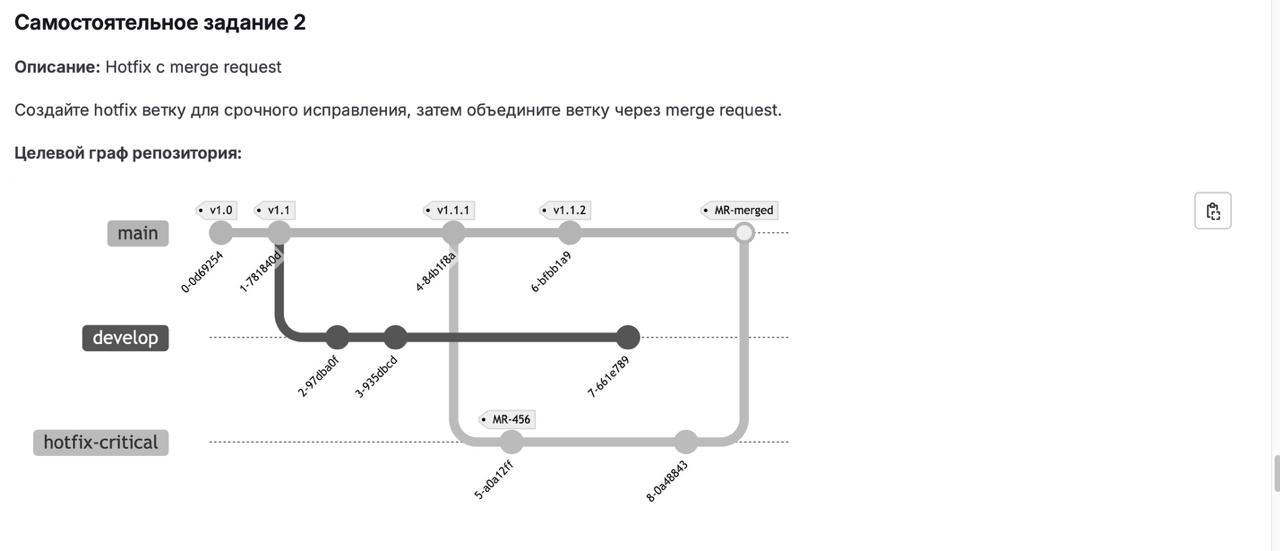 Самостоятельное задание 2
Описание: Hotfix с merge request
Создайте hotfix ветку для срочного исправления, затем объедините ветку через merge request.
Целевой граф репозитория:
v1.0
v1.1
v1.1.1
v1.1.2
MR-merged
main
0-0d69254
1-781840d
4-84b1f8a
6-bfbb1a9
develop
2-97dba0f
3-935dbcd
7-661e789
MR-456
hotfix-critical
5-a0a12ff
8-0a48843